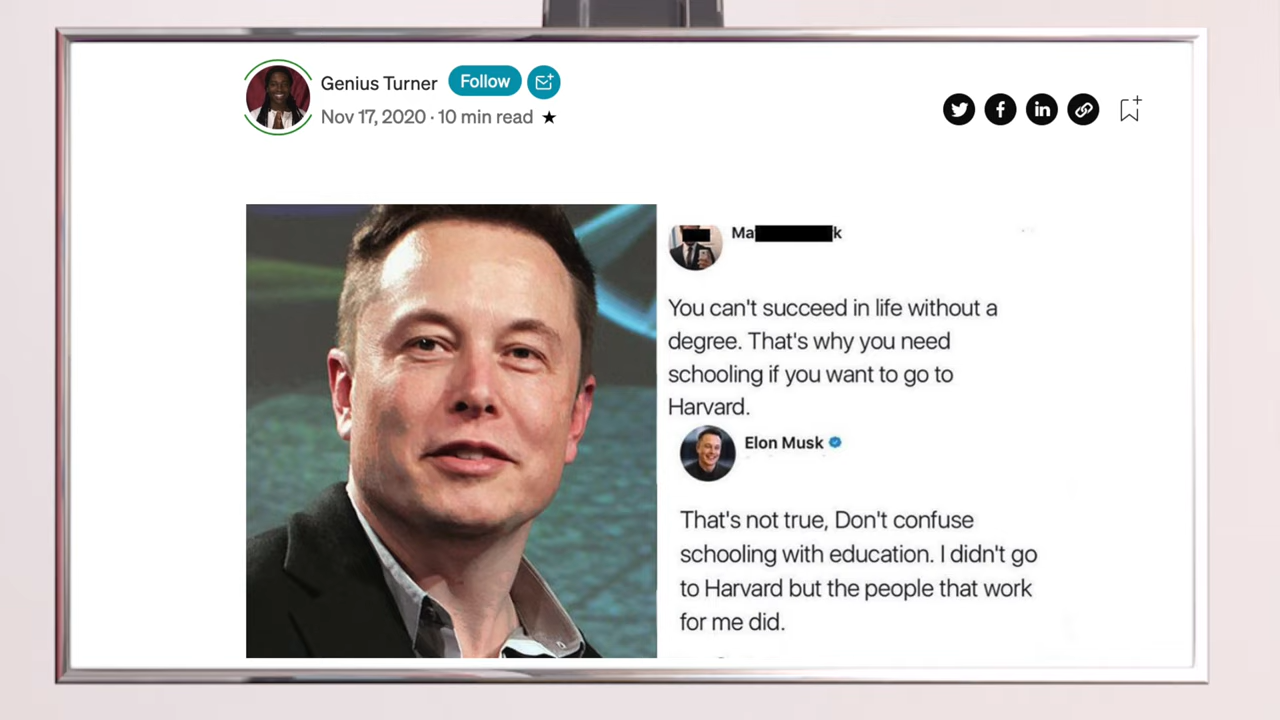 Genius Turner Follow
Nov 17, 2020 · 10 min read ★
Ma k
You can't succeed in life without a
degree. That's why you need
schooling if you want to go to
Harvard.
Elon Musk
That's not true, Don't confuse
schooling with education. I didn't go
to Harvard but the people that work
for me did.